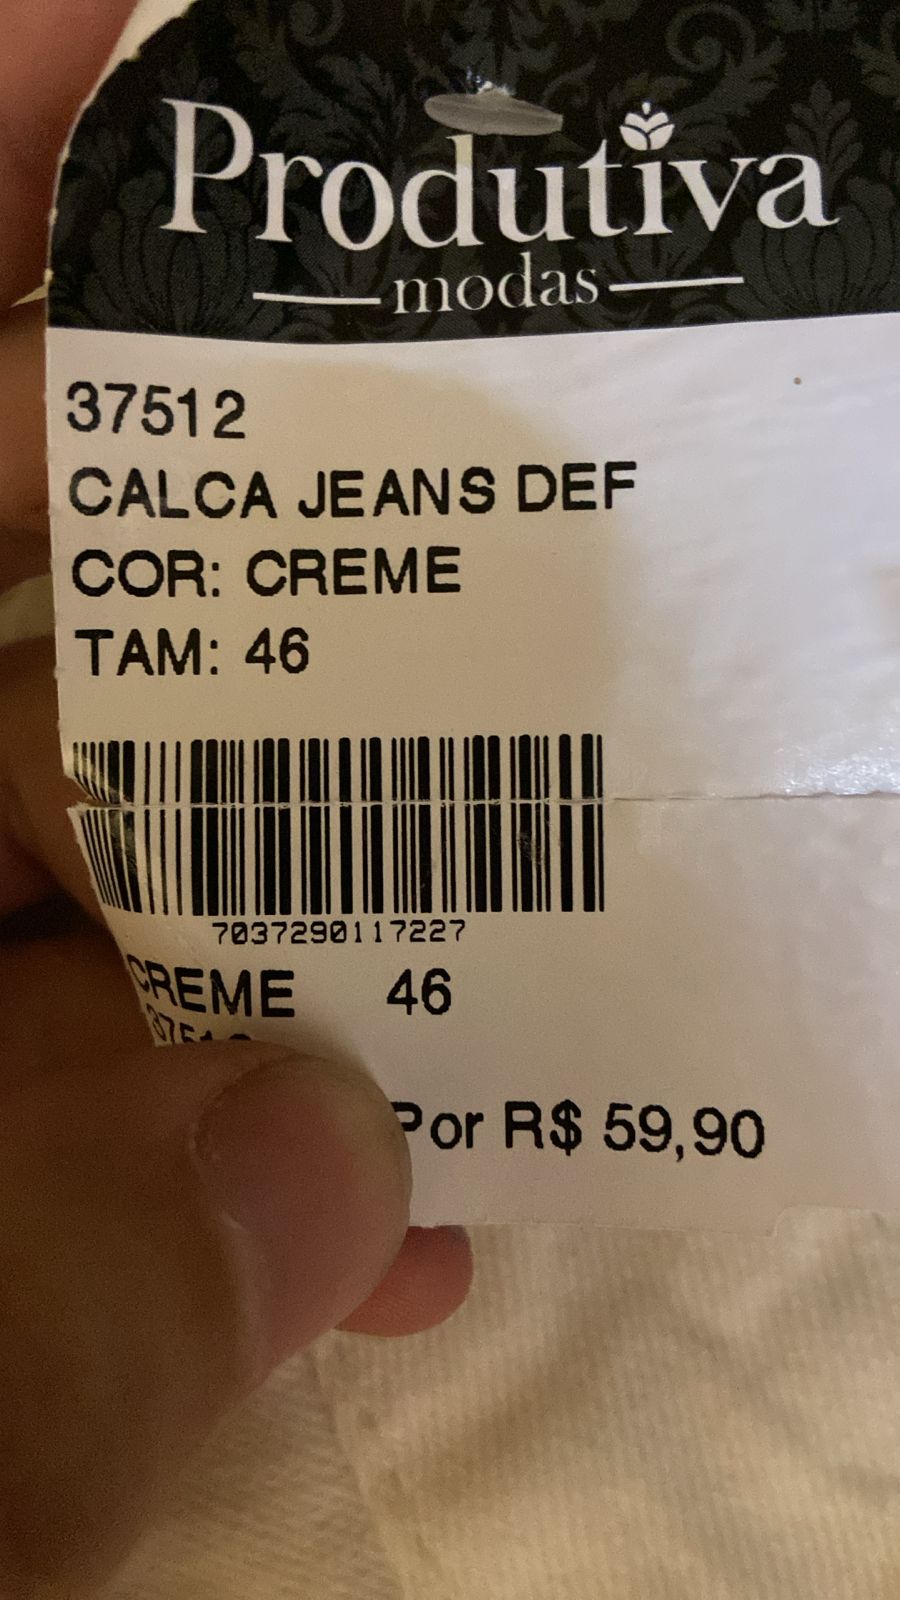 Produtiva
modas
37512
CALCA JEANS DEF
COR: CREME
TAM: 46
7037290117227
CREME 46
Por R$ 59,90